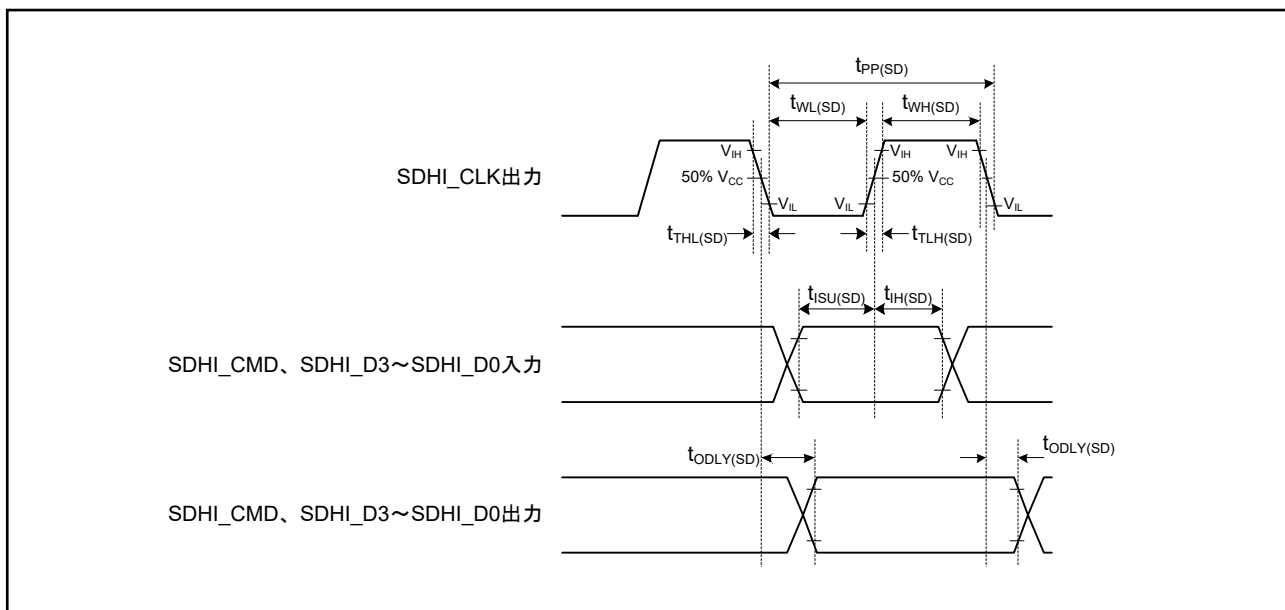 tPP(SD)
tWL(SD) tWH(SD)
VIH VIH VIH
SDHI_CLK出力 50% VCC 50% VCC
VIL VIL VIL
tTHL(SD) tTLH(SD)
tISU(SD) tIH(SD)
SDHI_CMD、SDHI_D3～SDHI_D0入力
tODLY(SD) tODLY(SD)
SDHI_CMD、SDHI_D3～SDHI_D0出力